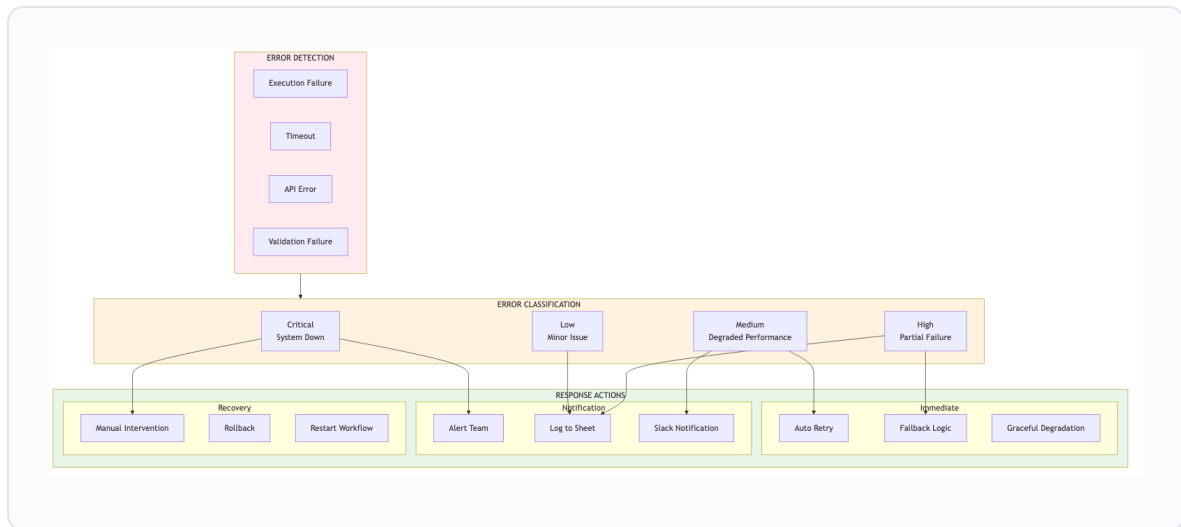 ERROR DETECTION
Execution Failure
Timeout
API Error
Validation Failure
ERROR CLASSIFICATION
Critical
System Down
Low
Minor Issue
Medium
Degraded Performance
High
Partial Failure
RESPONSE ACTIONS
Recovery
Manual Intervention
Rollback
Restart Workflow
Notification
Alert Team
Log to Sheet
Slack Notification
Immediate
Auto Retry
Fallback Logic
Graceful Degradation